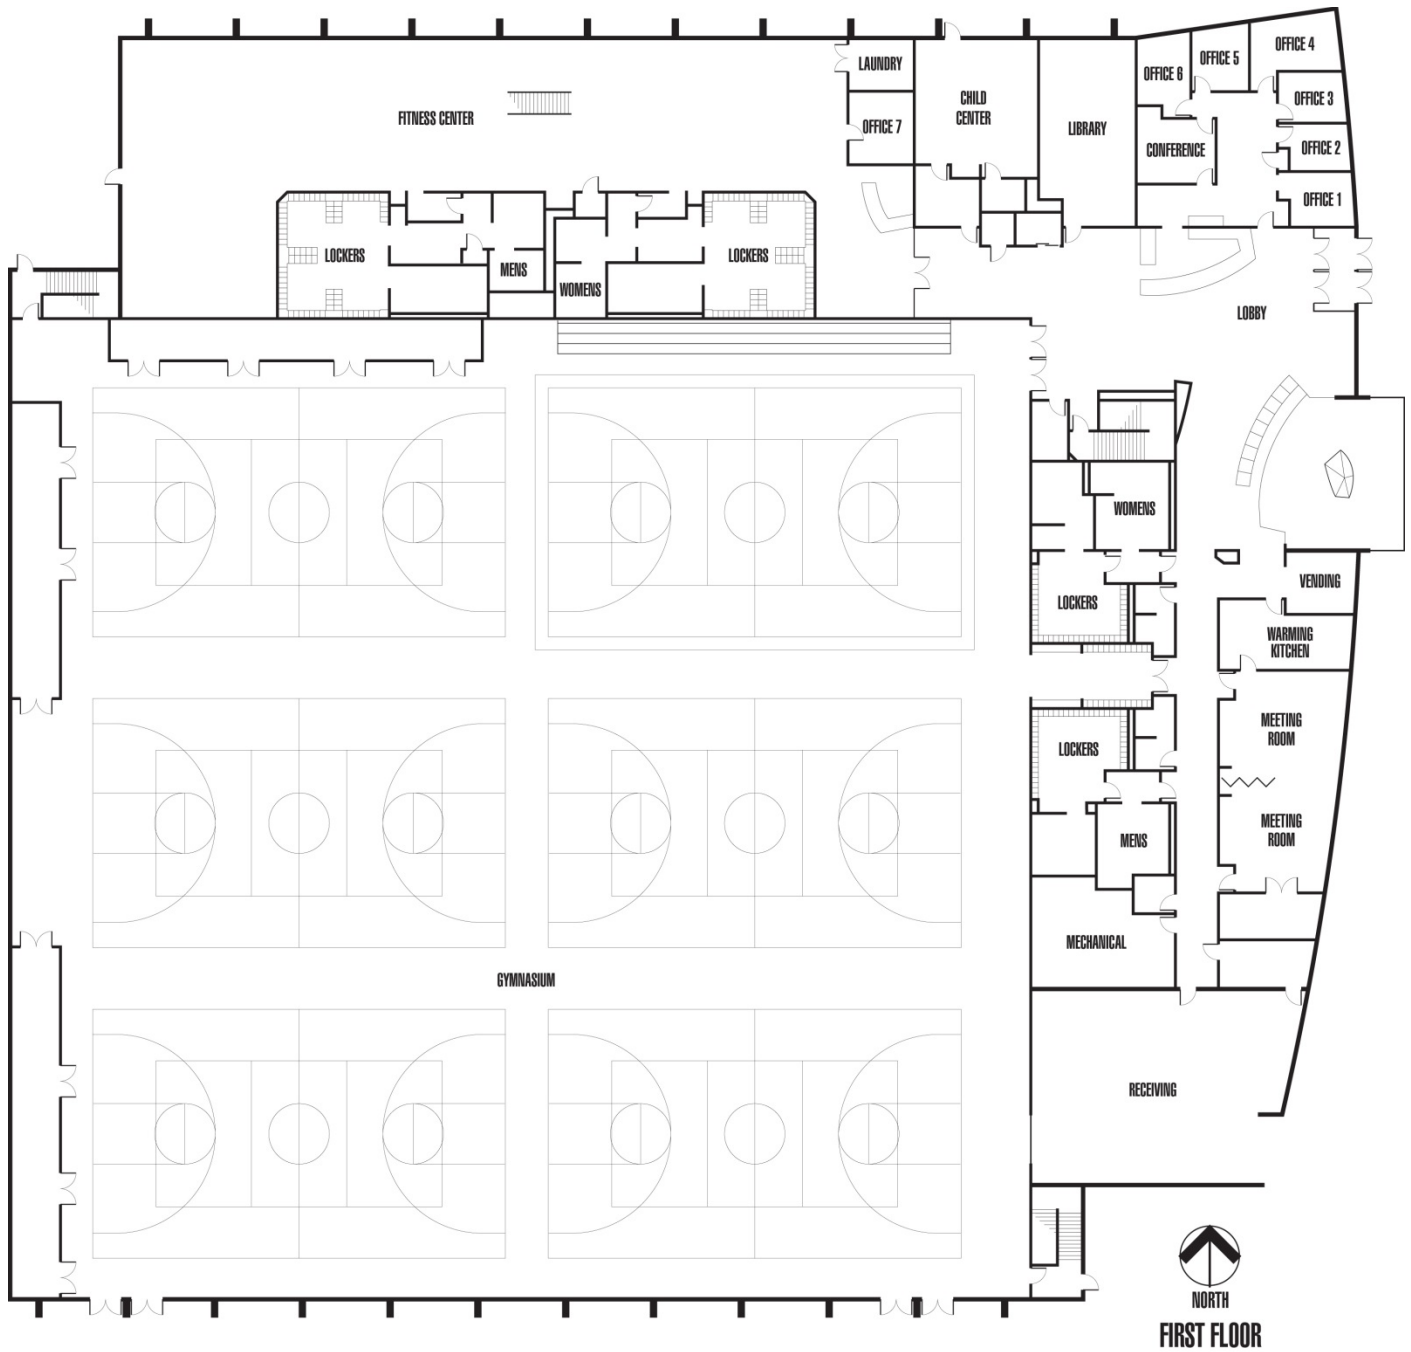 OFFICE 4
OFFICE 5
OFFICE 6
LAUNDRY
OFFICE 3
CHILD
CENTER
FITNESS CENTER
OFFICE 7
LIBRARY
CONFERENCE
OFFICE 2
OFFICE 1
LOCKERS
MENS
WOMENS
LOCKERS
LOBBY
WOMENS
VENDING
LOCKERS
WARMING
KITCHEN
MEETING
ROOM
LOCKERS
MEETING
ROOM
MENS
MECHANICAL
GYMNASIUM
RECEIVING
NORTH
FIRST FLOOR